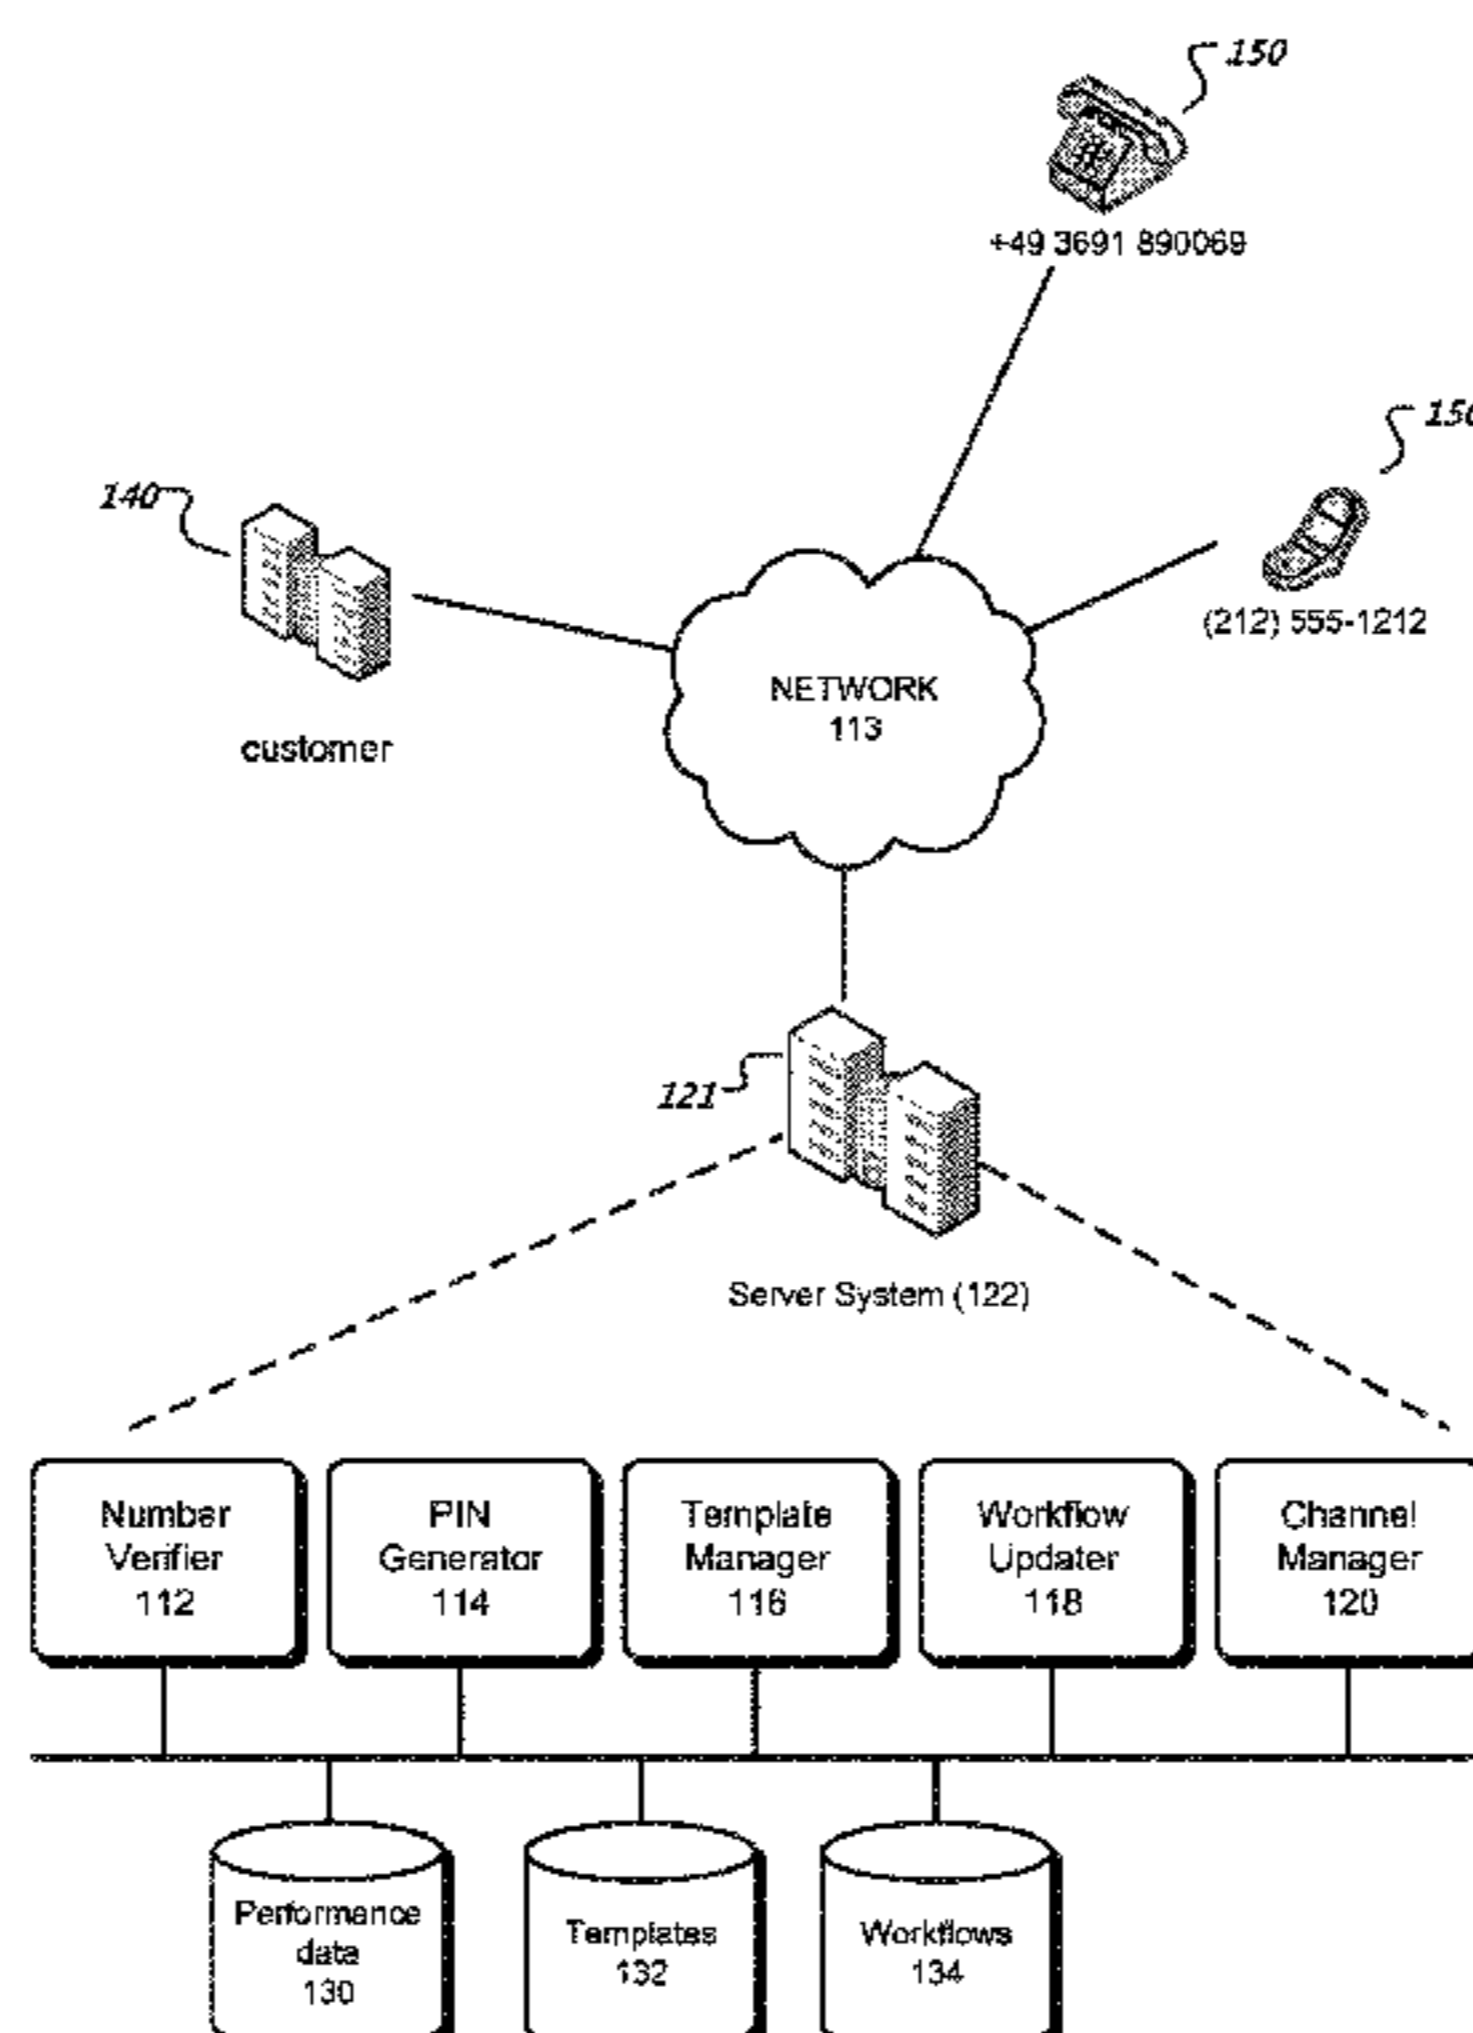 150
+49 3691 890069
140
(212) 555-1212
NETWORK
113
customer
121
Server System (122)
Number
Verifier
112
PIN
Generator
114
Template
Manager
116
Workflow
Updater
118
Channel
Manager
120
Performance
data
130
Templates
132
Workflows
134